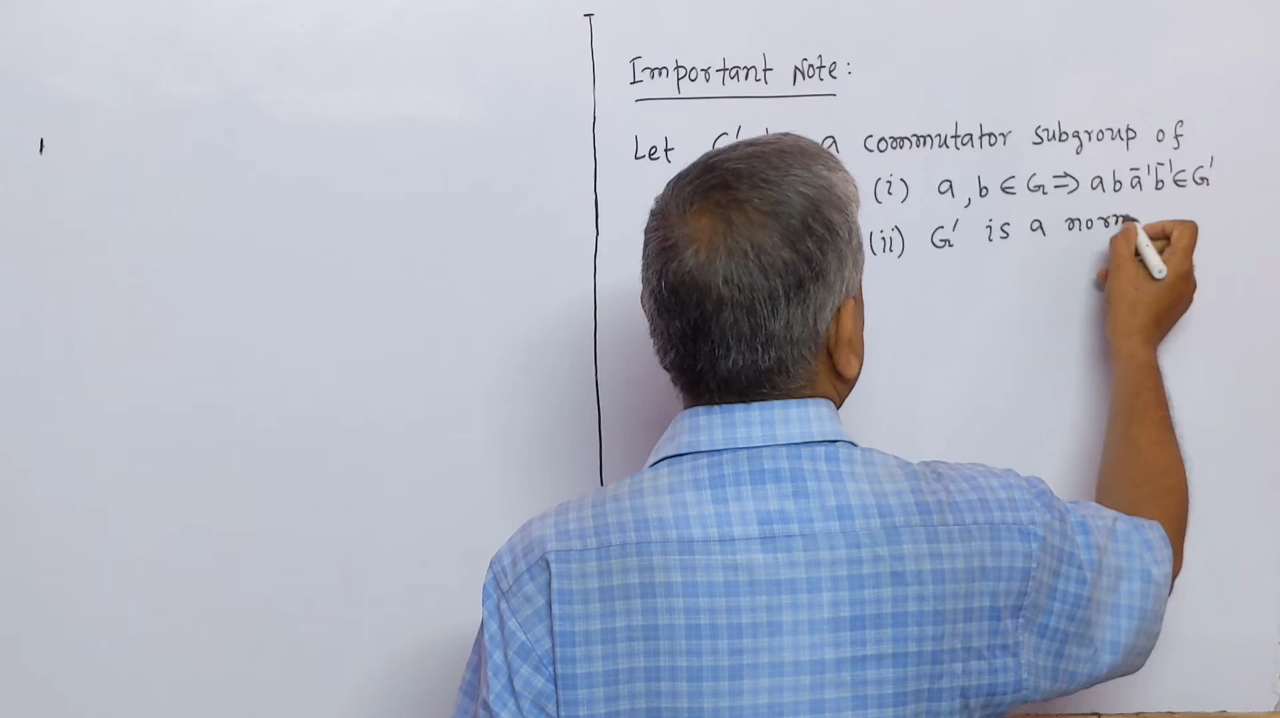 Important Note:
Let G' a commutator subgroup of
(i) a, b ∈ G ⇒ a b a⁻¹ b⁻¹ ∈ G'
(ii) G' is a norm